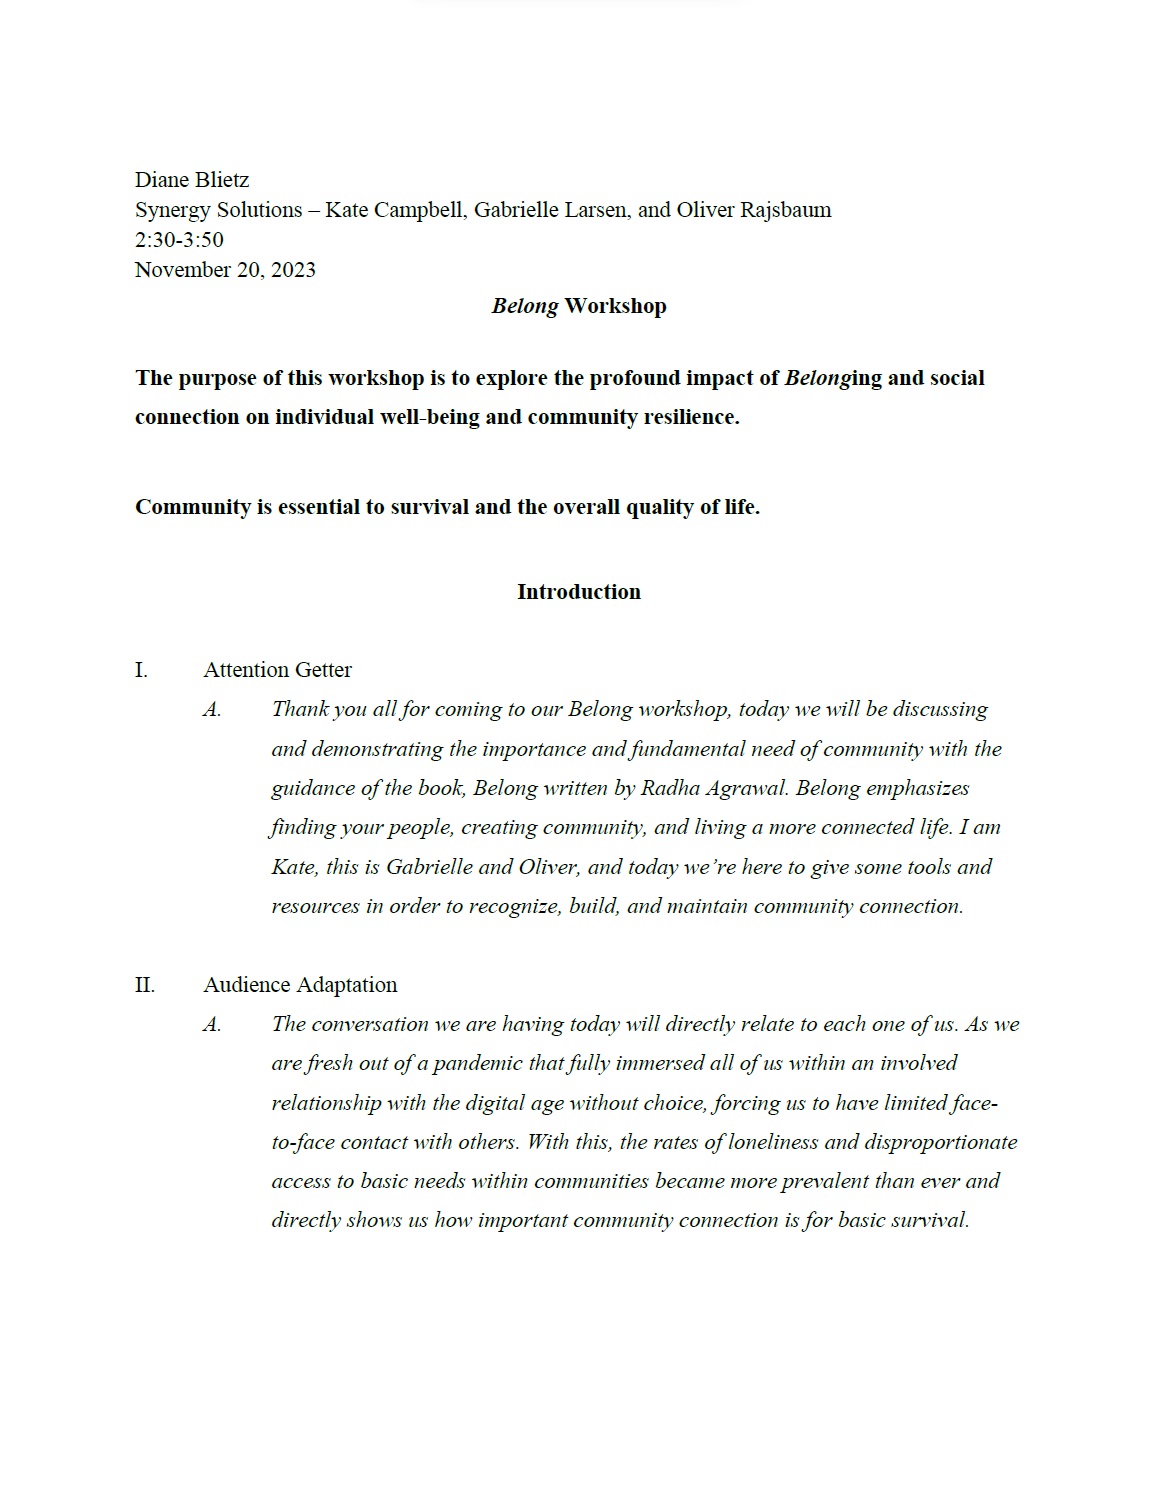 Diane Blietz
Synergy Solutions – Kate Campbell, Gabrielle Larsen, and Oliver Rajsbaum
2:30-3:50
November 20, 2023
Belong Workshop
The purpose of this workshop is to explore the profound impact of Belonging and social
connection on individual well-being and community resilience.
Community is essential to survival and the overall quality of life.
Introduction
I. Attention Getter
A. Thank you all for coming to our Belong workshop, today we will be discussing
and demonstrating the importance and fundamental need of community with the
guidance of the book, Belong written by Radha Agrawal. Belong emphasizes
finding your people, creating community, and living a more connected life. I am
Kate, this is Gabrielle and Oliver, and today we’re here to give some tools and
resources in order to recognize, build, and maintain community connection.
II. Audience Adaptation
A. The conversation we are having today will directly relate to each one of us. As we
are fresh out of a pandemic that fully immersed all of us within an involved
relationship with the digital age without choice, forcing us to have limited face-
to-face contact with others. With this, the rates of loneliness and disproportionate
access to basic needs within communities became more prevalent than ever and
directly shows us how important community connection is for basic survival.